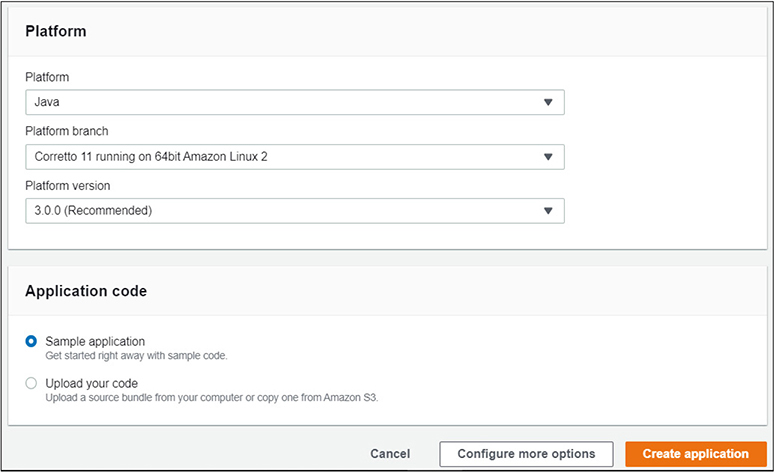 Platform
Platform
Java
Platform branch
Corretto 11 running on 64bit Amazon Linux 2
Platform version
3.0.0 (Recommended)
Application code
Sample application
Get started right away with sample code.
Upload your code
Upload a source bundle from your computer or copy one from Amazon S3.
Cancel Configure more options Create application